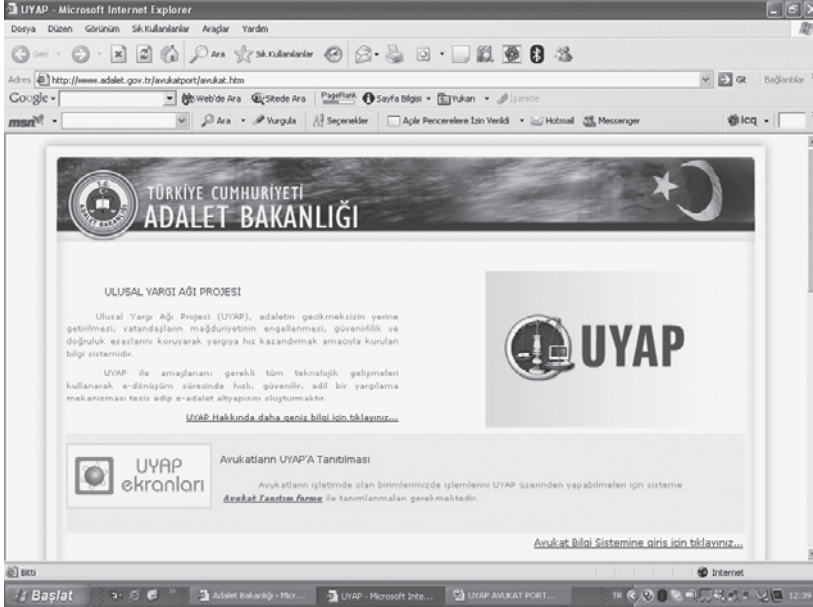 UYAP - Microsoft Internet Explorer
Dosya Düzen Görünüm Sık Kullanılanlar Araçlar Yardım
Geri Ara Sık Kullanılanlar
Adres http://www.adalet.gov.tr/avukatport/avukat.htm Git Bağlantılar
Google Web'de Ara Sitede Ara PageRank Sayfa Bilgisi Yukarı İşaretle
msn Ara Vurgula Seçenekler Açılır Pencerelere İzin Verildi Hotmail Messenger icq
T.C.
TÜRKİYE CUMHURİYETİ
ADALET BAKANLIĞI
ULUSAL YARGI AĞI PROJESİ
Ulusal Yargı Ağı Projesi (UYAP), adaletin gecikmeksizin yerine
getirilmesi, vatandaşların mağduriyetinin engellenmesi, güvenirlilik ve
doğruluk esaslarını koruyarak yargıya hız kazandırmak amacıyla kurulan
bilgi sistemidir.
UYAP ile amaçlanan; gerekli tüm teknolojik gelişmeleri
kullanarak e-dönüşüm sürecinde hızlı, güvenilir, adil bir yargılama
mekanizması tesis edip e-adalet altyapısını oluşturmaktır.
UYAP Hakkında daha geniş bilgi için tıklayınız...
UYAP
UYAP
ekranları
Avukatların UYAP'A Tanıtılması
Avukatların işletimde olan birimlerimizde işlemlerini UYAP üzerinden yapabilmeleri için sisteme
Avukat Tanıtım formu ile tanımlanmaları gerekmektedir.
Avukat Bilgi Sistemine giriş için tıklayınız...
Bitti Internet
Başlat Adalet Bakanlığı - Micr... UYAP - Microsoft Inte... UYAP AVUKAT PORT... TR 12:39